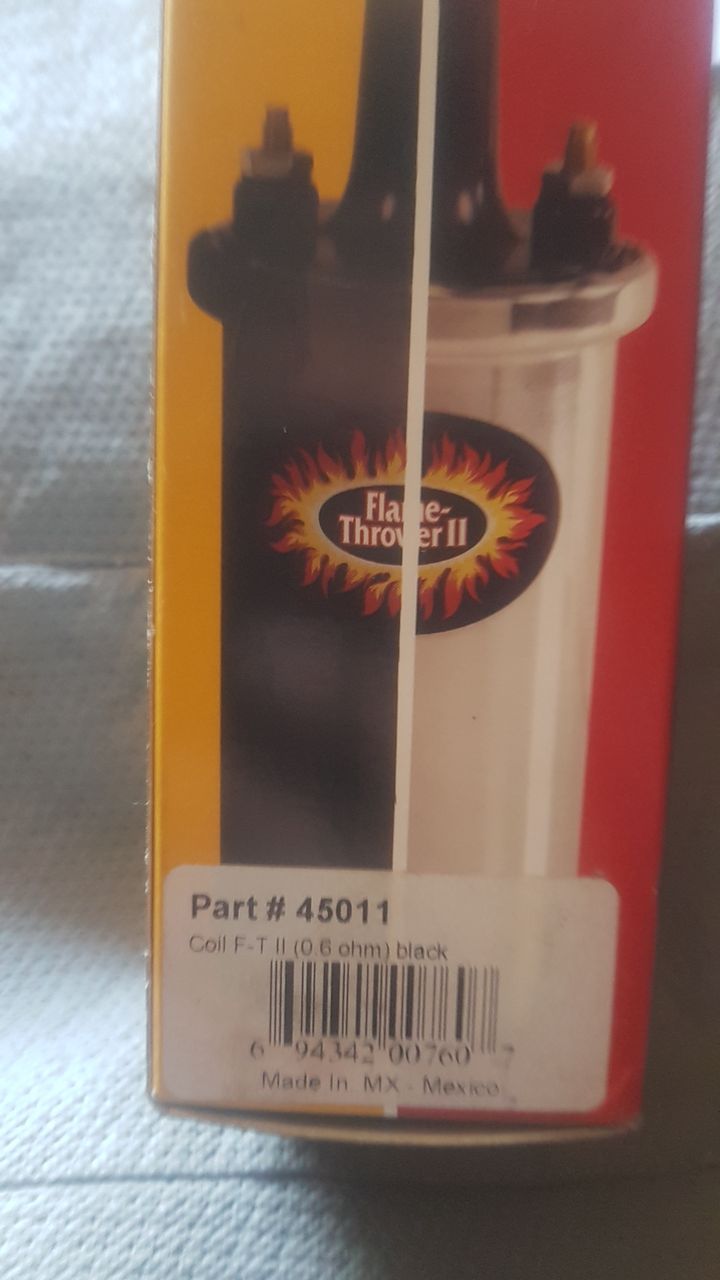 Flame-
Thrower II
Part # 45011
Coil F-T II (0.6 ohm) black
6 94342 00760 7
Made In MX - Mexico